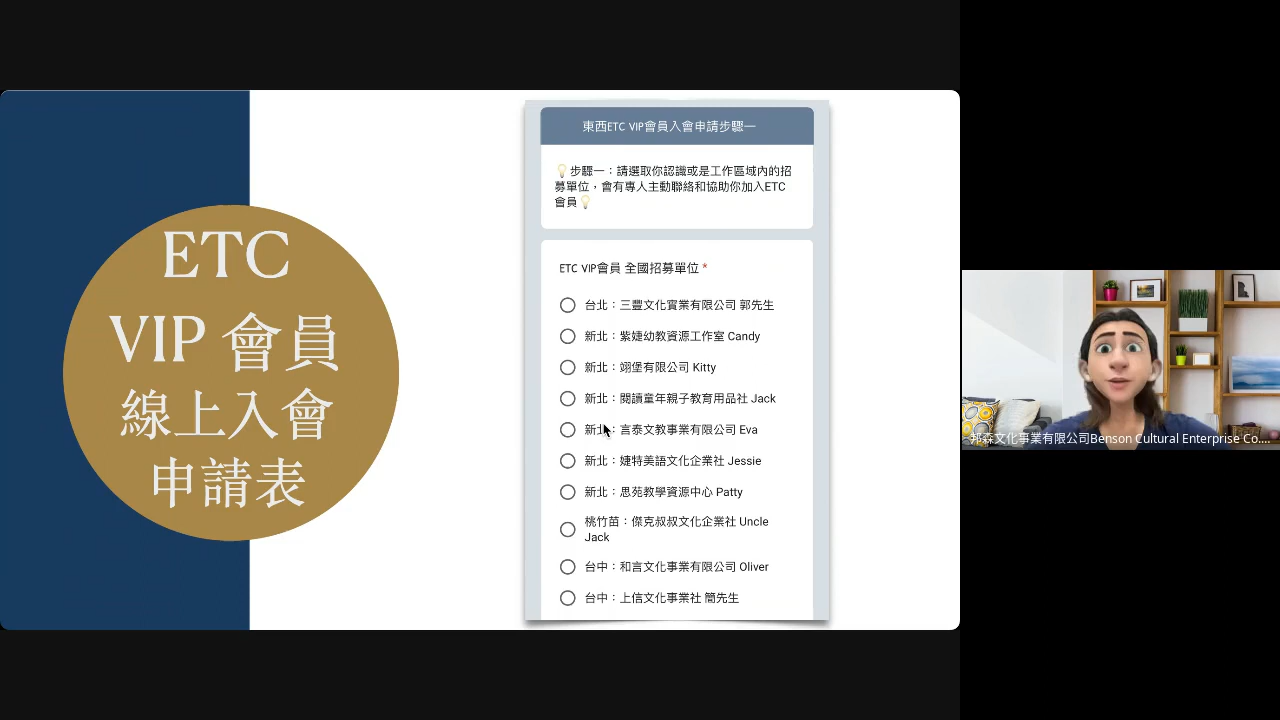 ETC
VIP 會員
線上入會
申請表
東西ETC VIP會員入會申請步驟一
💡步驟一：請選取你認識或是工作區域內的招
募單位，會有專人主動聯絡和協助你加入ETC
會員💡
ETC VIP會員 全國招募單位 *
台北：三豐文化實業有限公司 郭先生
新北：紫婕幼教資源工作室 Candy
新北：翊堡有限公司 Kitty
新北：閱讀童年親子教育用品社 Jack
新北：言泰文教事業有限公司 Eva
新北：婕特美語文化企業社 Jessie
新北：思苑教學資源中心 Patty
桃竹苗：傑克叔叔文化企業社 Uncle
Jack
台中：和言文化事業有限公司 Oliver
台中：上信文化事業社 簡先生
邦森文化事業有限公司Benson Cultural Enterprise Co....